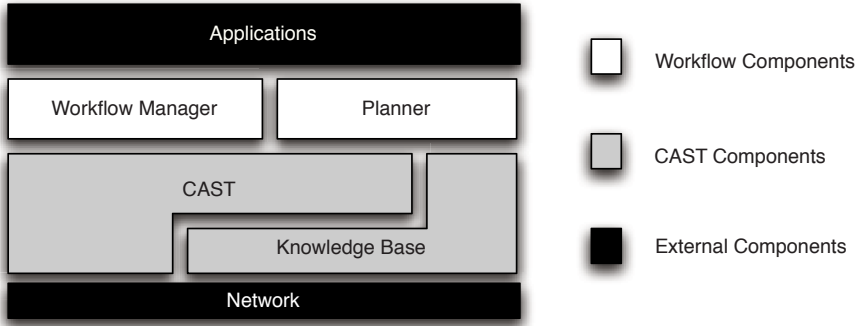 Applications
Workflow Manager
Planner
CAST
Knowledge Base
Network
Workflow Components
CAST Components
External Components